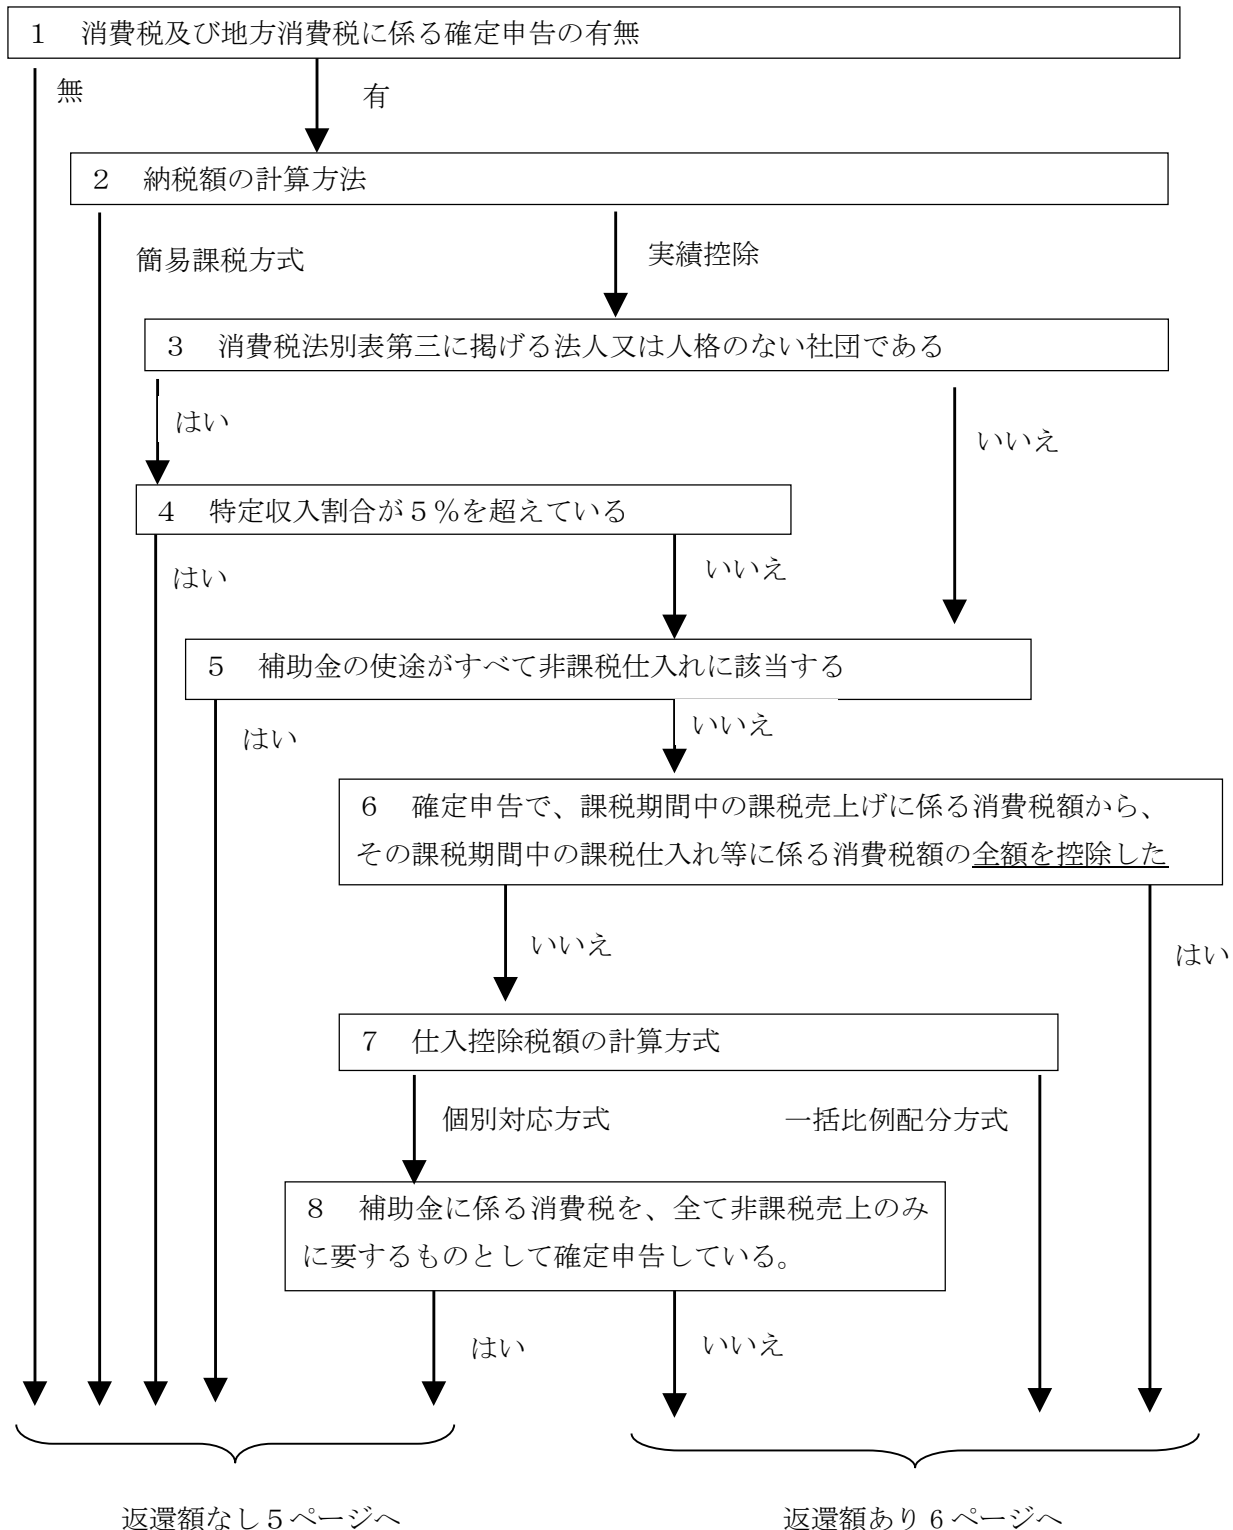 １　消費税及び地方消費税に係る確定申告の有無
無
有
２　納税額の計算方法
簡易課税方式
実績控除
３　消費税法別表第三に掲げる法人又は人格のない社団である
はい
いいえ
４　特定収入割合が５％を超えている
はい
いいえ
５　補助金の使途がすべて非課税仕入れに該当する
はい
いいえ
６　確定申告で、課税期間中の課税売上げに係る消費税額から、
その課税期間中の課税仕入れ等に係る消費税額の全額を控除した
いいえ
はい
７　仕入控除税額の計算方式
個別対応方式
一括比例配分方式
８　補助金に係る消費税を、全て非課税売上のみ
に要するものとして確定申告している。
はい
いいえ
返還額なし５ページへ
返還額あり６ページへ